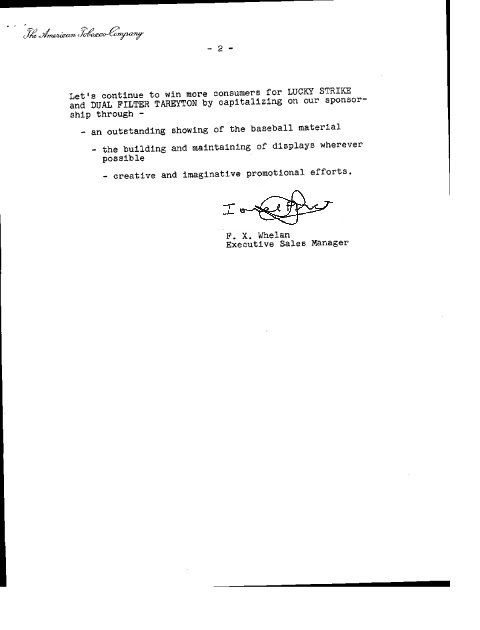 The American Tobacco Company
- 2 -
Let's continue to win more consumers for LUCKY STRIKE
and DUAL FILTER TAREYTON by capitalizing on our sponsor-
ship through -
- an outstanding showing of the baseball material
- the building and maintaining of displays wherever
possible
- creative and imaginative promotional efforts.
F. X. Whelan
Executive Sales Manager